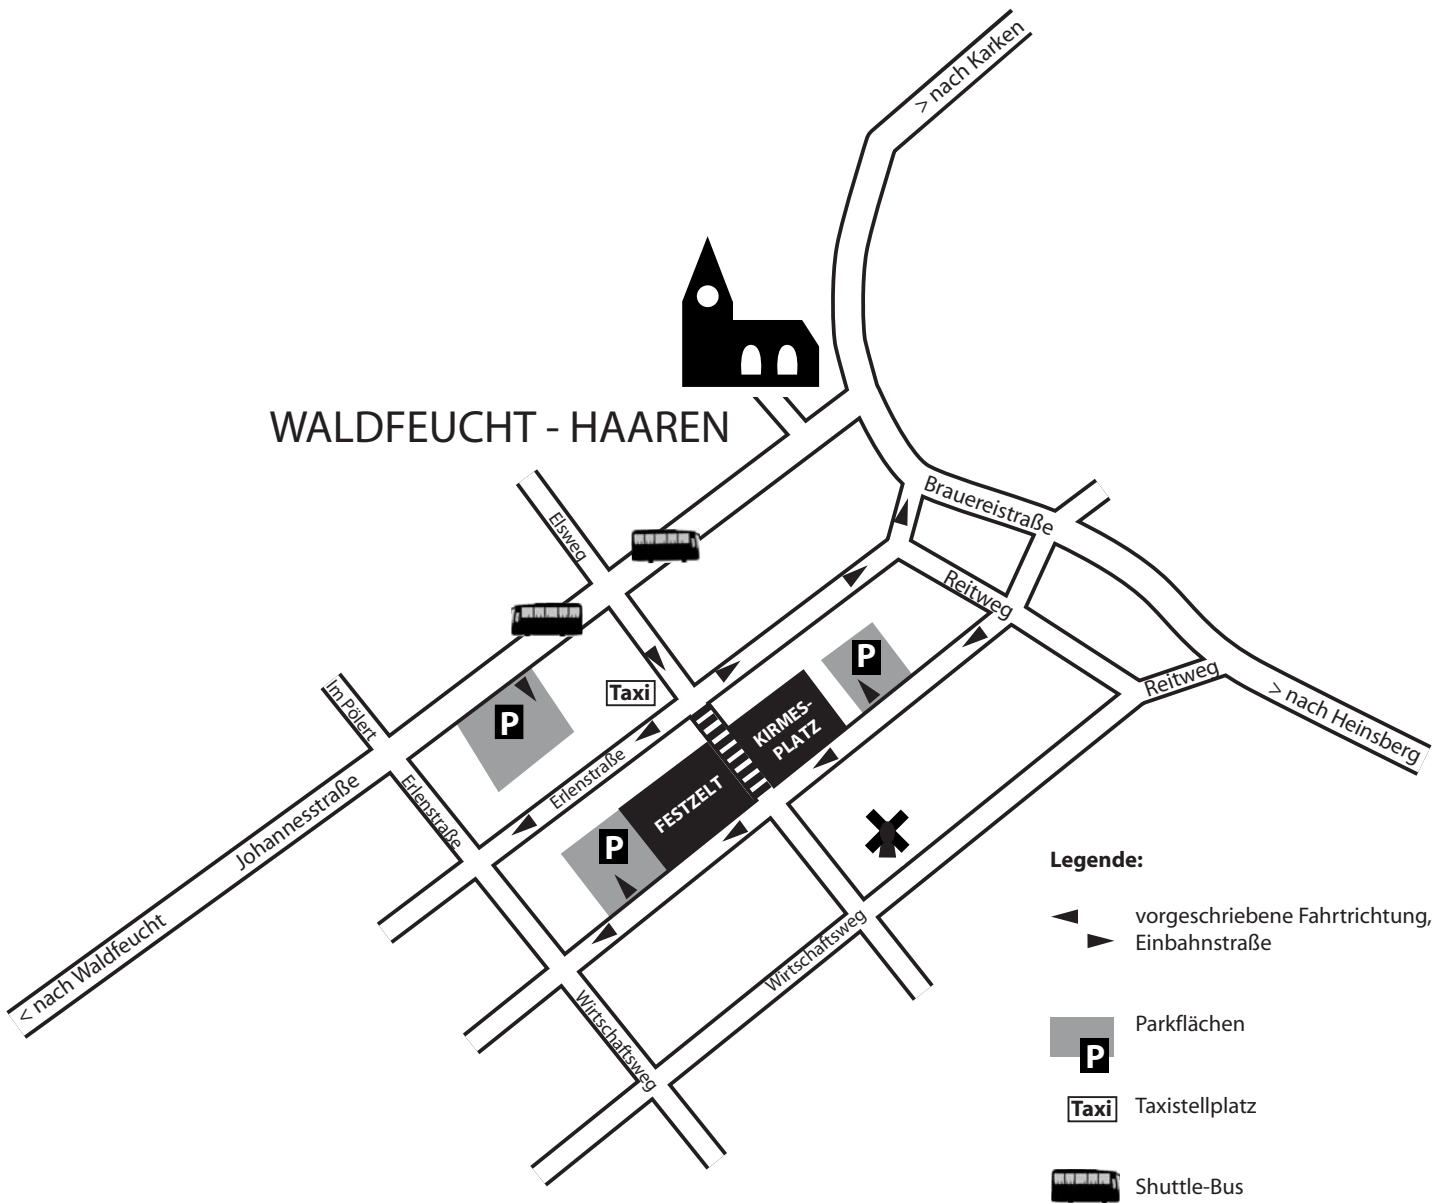 > nach Karken
WALDFEUCHT - HAAREN
Brauereistraße
Elsweg
Reitweg
Taxi
P
Reitweg
Im Pölert
P
> nach Heinsberg
KIRMES-
PLATZ
Erlenstraße
Erlenstraße
FESTZELT
P
Johannesstraße
< nach Waldfeucht
Wirtschaftsweg
Wirtschaftsweg
Legende:
vorgeschriebene Fahrtrichtung,
Einbahnstraße
Parkflächen
P
Taxi Taxistellplatz
Shuttle-Bus